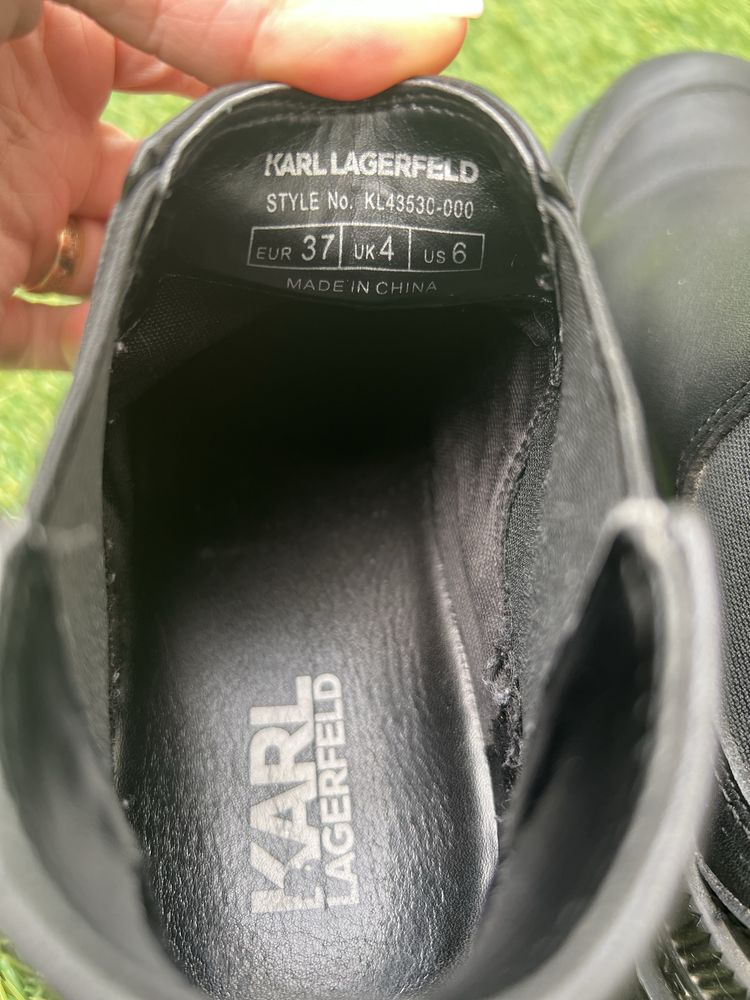 KARL LAGERFELD
STYLE No. KL43530-000
EUR 37 UK 4 US 6
MADE IN CHINA
KARL
LAGERFELD